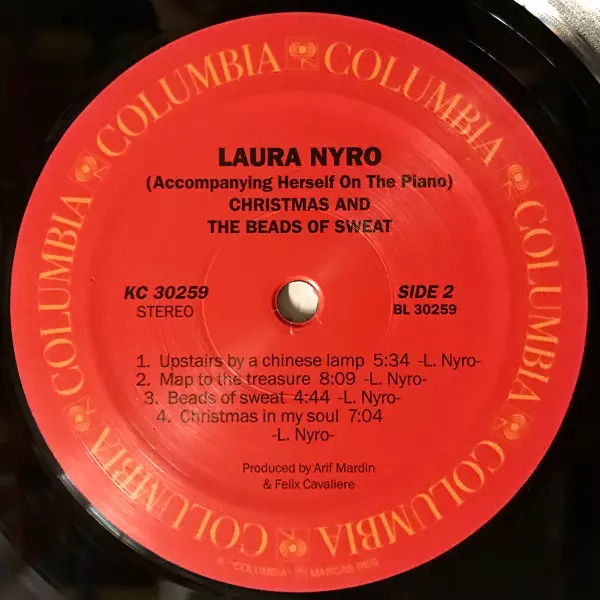 COLUMBIA COLUMBIA COLUMBIA COLUMBIA COLUMBIA COLUMBIA
LAURA NYRO
(Accompanying Herself On The Piano)
CHRISTMAS AND
THE BEADS OF SWEAT
KC 30259 SIDE 2
STEREO BL 30259
1. Upstairs by a chinese lamp 5:34 -L. Nyro-
2. Map to the treasure 8:09 -L. Nyro-
3. Beads of sweat 4:44 -L. Nyro-
4. Christmas in my soul 7:04
-L. Nyro-
Produced by Arif Mardin
& Felix Cavaliere
"COLUMBIA", MARCAS REG.